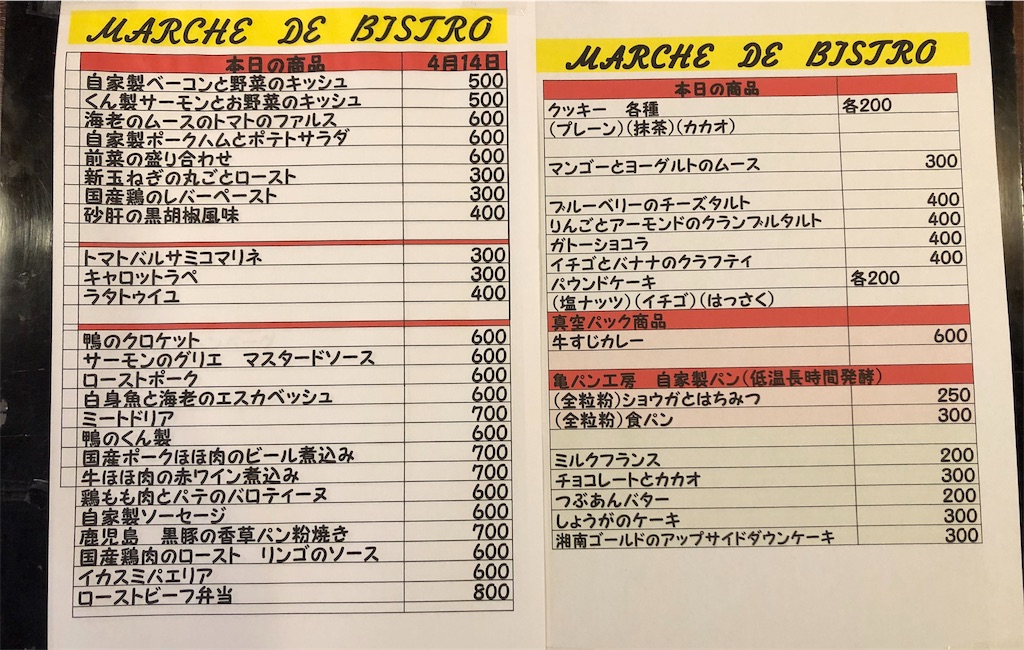 MARCHE DE BISTRO
本日の商品 4月14日
自家製ベーコンと野菜のキッシュ 500
くん製サーモンとお野菜のキッシュ 500
海老のムースのトマトのファルス 600
自家製ポークハムとポテトサラダ 600
前菜の盛り合わせ 600
新玉ねぎの丸ごとロースト 300
国産鶏のレバーペースト 300
砂肝の黒胡椒風味 400
トマトバルサミコマリネ 300
キャロットラペ 300
ラタトゥイユ 400
鴨のクロケット 600
サーモンのグリエ　マスタードソース 600
ローストポーク 600
白身魚と海老のエスカベッシュ 600
ミートドリア 700
鴨のくん製 600
国産ポークほほ肉のビール煮込み 700
牛ほほ肉の赤ワイン煮込み 700
鶏もも肉とパテのバロティーヌ 600
自家製ソーセージ 600
鹿児島　黒豚の香草パン粉焼き 700
国産鶏肉のロースト　リンゴのソース 600
イカスミパエリア 600
ローストビーフ弁当 800
MARCHE DE BISTRO
本日の商品
クッキー　各種 各200
(プレーン)(抹茶)(カカオ)
マンゴーとヨーグルトのムース 300
ブルーベリーのチーズタルト 400
りんごとアーモンドのクランブルタルト 400
ガトーショコラ 400
イチゴとバナナのクラフティ 400
パウンドケーキ 各200
(塩ナッツ)(イチゴ)(はっさく)
真空パック商品
牛すじカレー 600
亀パン工房　自家製パン(低温長時間発酵)
(全粒粉)ショウガとはちみつ 250
(全粒粉)食パン 300
ミルクフランス 200
チョコレートとカカオ 300
つぶあんバター 200
しょうがのケーキ 300
湘南ゴールドのアップサイドダウンケーキ 300